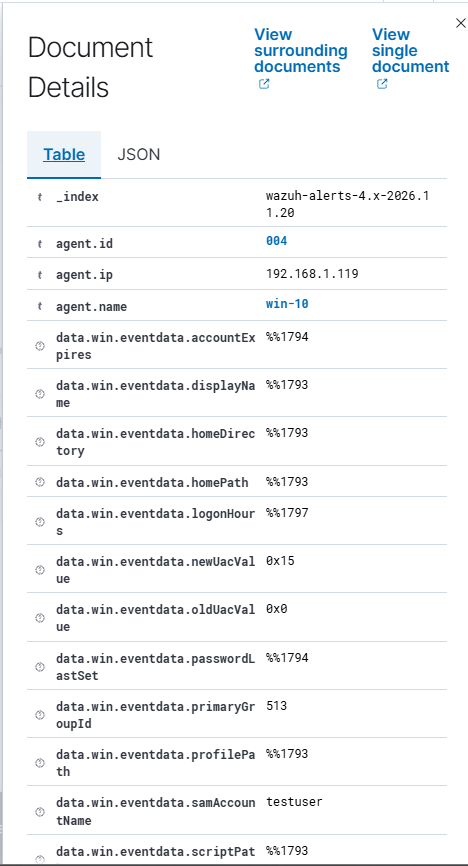 Document
Details
View
surrounding
documents
View
single
document
Table
JSON
t _index wazuh-alerts-4.x-2026.1
1.20
t agent.id 004
t agent.ip 192.168.1.119
t agent.name win-10
data.win.eventdata.accountEx %%1794
pires
data.win.eventdata.displayNa %%1793
me
data.win.eventdata.homeDirec %%1793
tory
data.win.eventdata.homePath %%1793
data.win.eventdata.logonHour %%1797
s
data.win.eventdata.newUacVal 0x15
ue
data.win.eventdata.oldUacVal 0x0
ue
data.win.eventdata.passwordL %%1794
astSet
data.win.eventdata.primaryGr 513
oupId
data.win.eventdata.profilePa %%1793
th
data.win.eventdata.samAccoun testuser
tName
data.win.eventdata.scriptPat %%1793